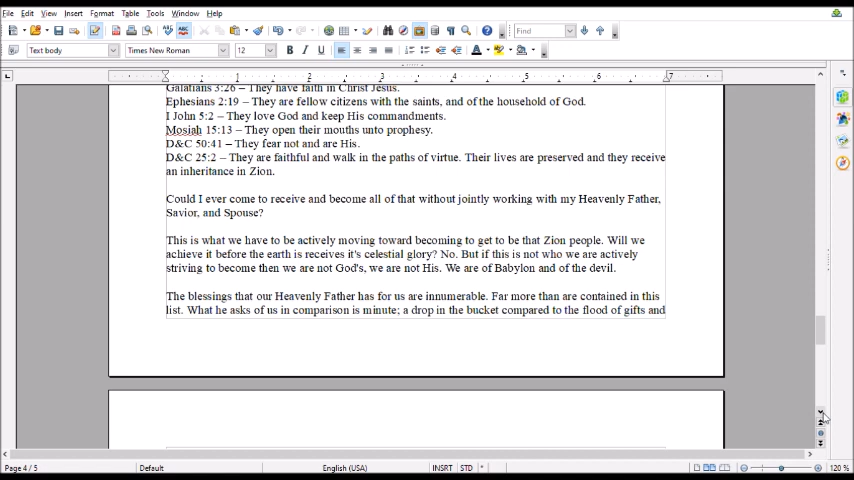 File Edit View Insert Format Table Tools Window Help
Find
Text body Times New Roman 12 B I U A
1 2 3 4 5 6 7
Galatians 3:26 – They have faith in Christ Jesus.
Ephesians 2:19 – They are fellow citizens with the saints, and of the household of God.
I John 5:2 – They love God and keep His commandments.
Mosiah 15:13 – They open their mouths unto prophesy.
D&C 50:41 – They fear not and are His.
D&C 25:2 – They are faithful and walk in the paths of virtue. Their lives are preserved and they receive
an inheritance in Zion.
Could I ever come to receive and become all of that without jointly working with my Heavenly Father,
Savior, and Spouse?
This is what we have to be actively moving toward becoming to get to be that Zion people. Will we
achieve it before the earth is receives it's celestial glory? No. But if this is not who we are actively
striving to become then we are not God's, we are not His. We are of Babylon and of the devil.
The blessings that our Heavenly Father has for us are innumerable. Far more than are contained in this
list. What he asks of us in comparison is minute; a drop in the bucket compared to the flood of gifts and
Page 4 / 5 Default English (USA) INSRT STD * 120 %